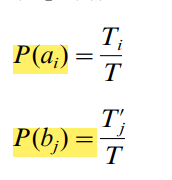 P(a_i) = T_i / T
P(b_j) = T'_j / T